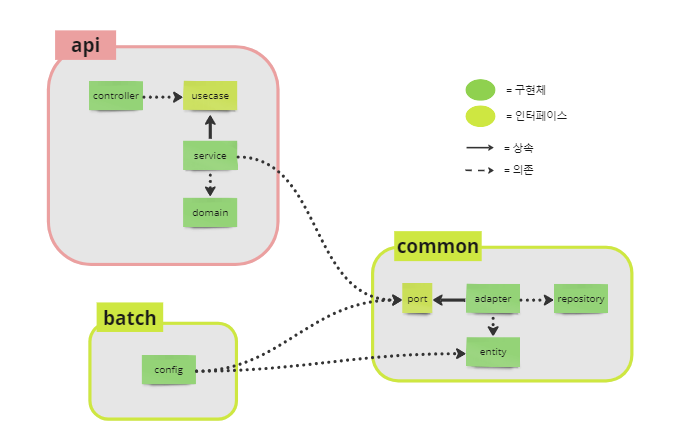 api
controller
usecase
service
domain
= 구현체
= 인터페이스
= 상속
= 의존
common
port
adapter
repository
entity
batch
config